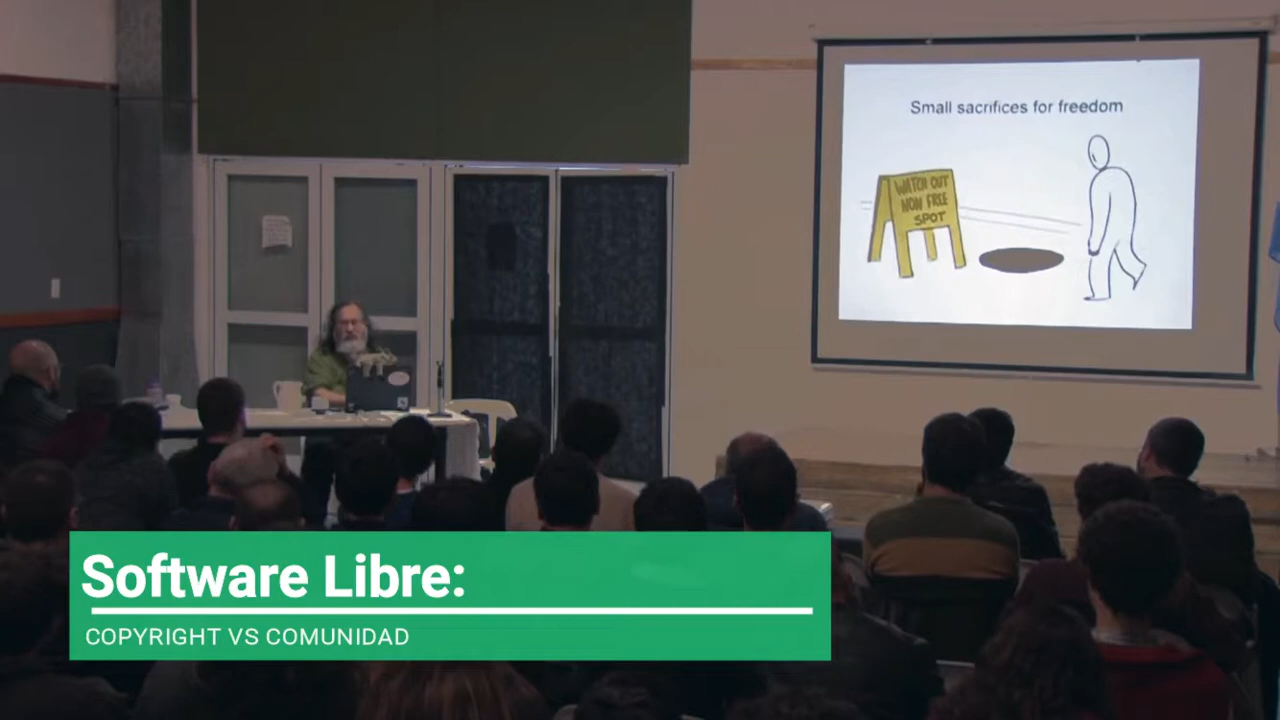 Small sacrifices for freedom
WATCH OUT
NON FREE
SPOT
Software Libre:
COPYRIGHT VS COMUNIDAD